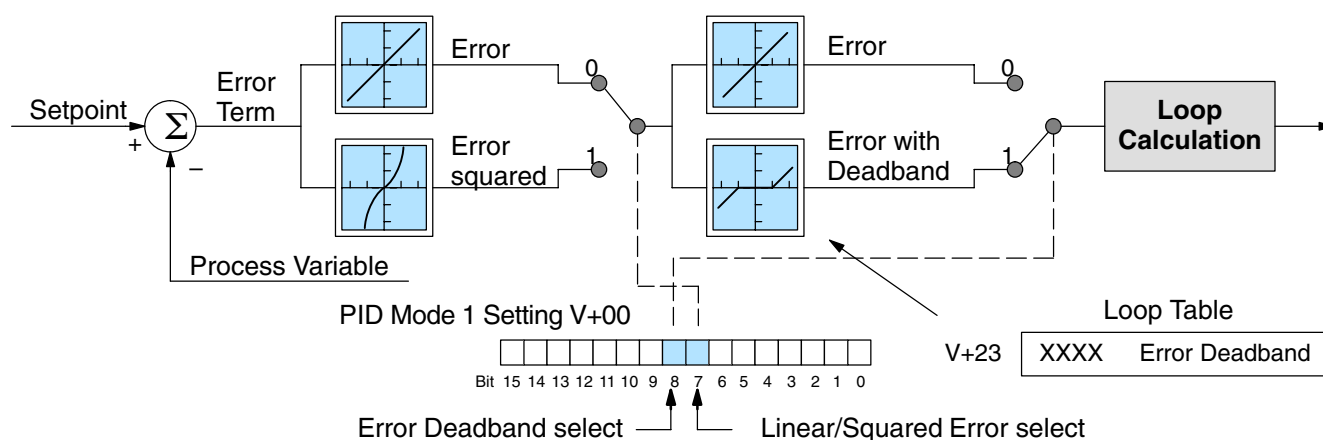 Setpoint
+
Σ
−
Error
Term
Process Variable
Error
0
Error
squared
1
Error
0
Error with
Deadband
1
Loop
Calculation
PID Mode 1 Setting V+00
Bit 15 14 13 12 11 10 9 8 7 6 5 4 3 2 1 0
Error Deadband select
Linear/Squared Error select
Loop Table
V+23 XXXX Error Deadband